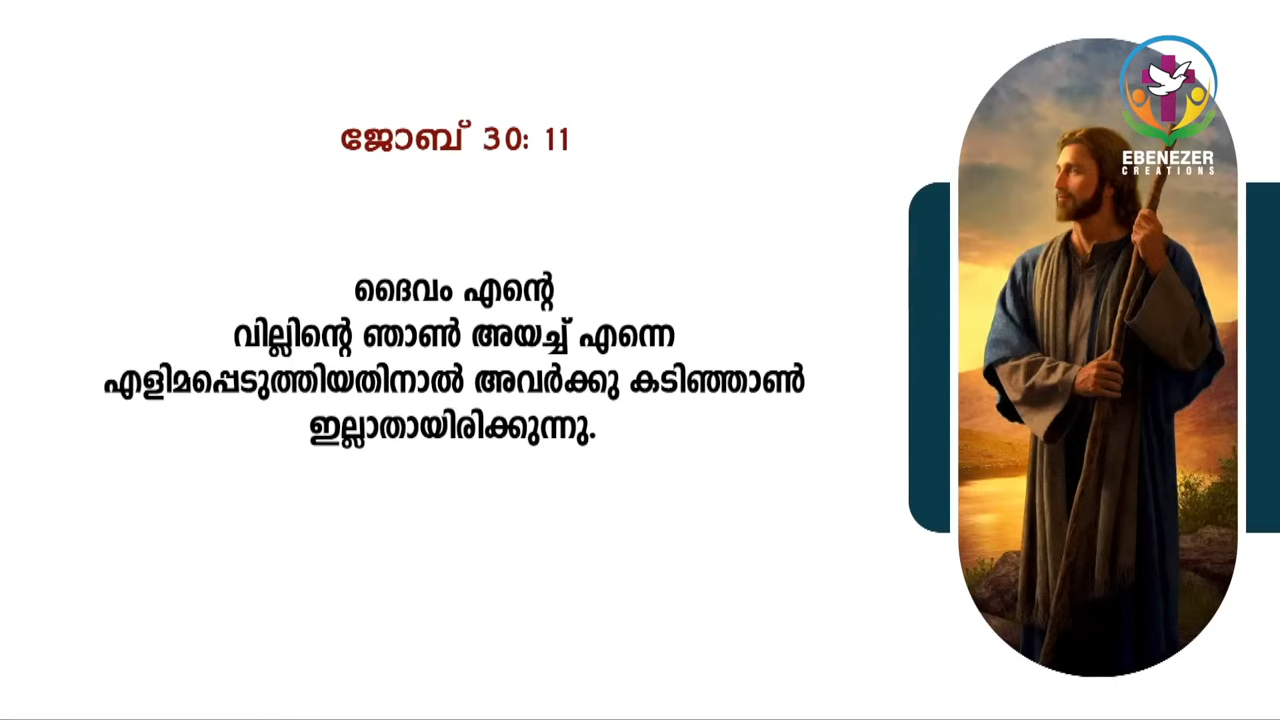 ജോബ് 30: 11
ദൈവം എന്റെ
വില്ലിന്റെ ഞാൺ അയച്ച് എന്നെ
എളിമപ്പെടുത്തിയതിനാൽ അവർക്കു കടിഞ്ഞാൺ
ഇല്ലാതായിരിക്കുന്നു.
EBENEZER
CREATIONS